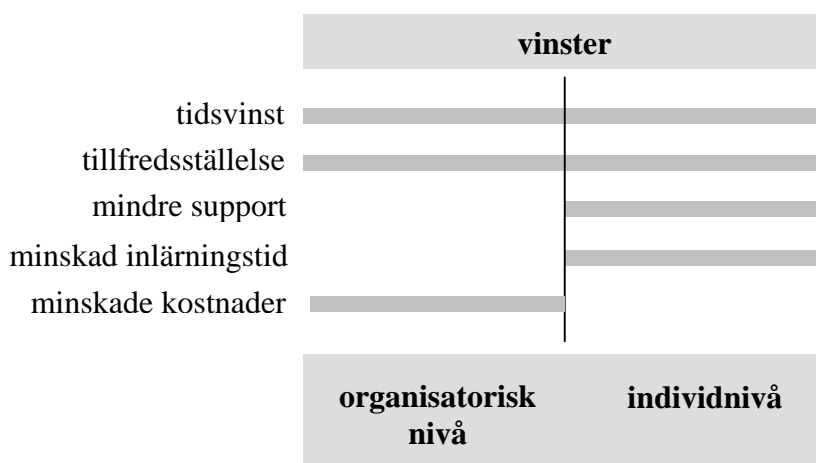 vinster
tidsvinst
tillfredsställelse
mindre support
minskad inlärningstid
minskade kostnader
organisatorisk
nivå
individnivå